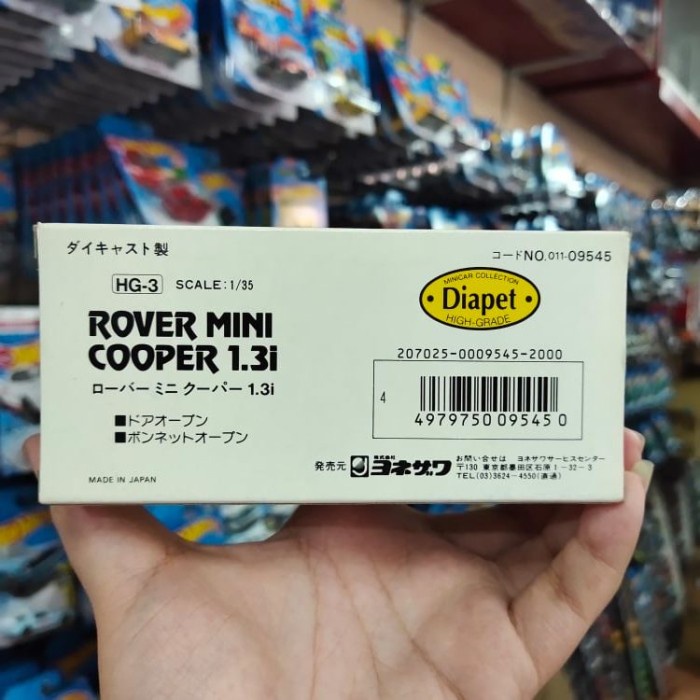 ダイキャスト製
コードNO.011-09545
HG-3 SCALE:1/35
ROVER MINI
COOPER 1.3i
ローバー ミニ クーパー 1.3i
■ドアオープン
■ボンネットオープン
MADE IN JAPAN
MINICAR COLLECTION
Diapet
HIGH-GRADE
207025-0009545-2000
4
4979750 095450
発売元 株式会社 ヨネザワ
お問い合せは ヨネザワサービスセンター
〒130 東京都墨田区石原1-32-3
TEL(03)3624-4550(直通)